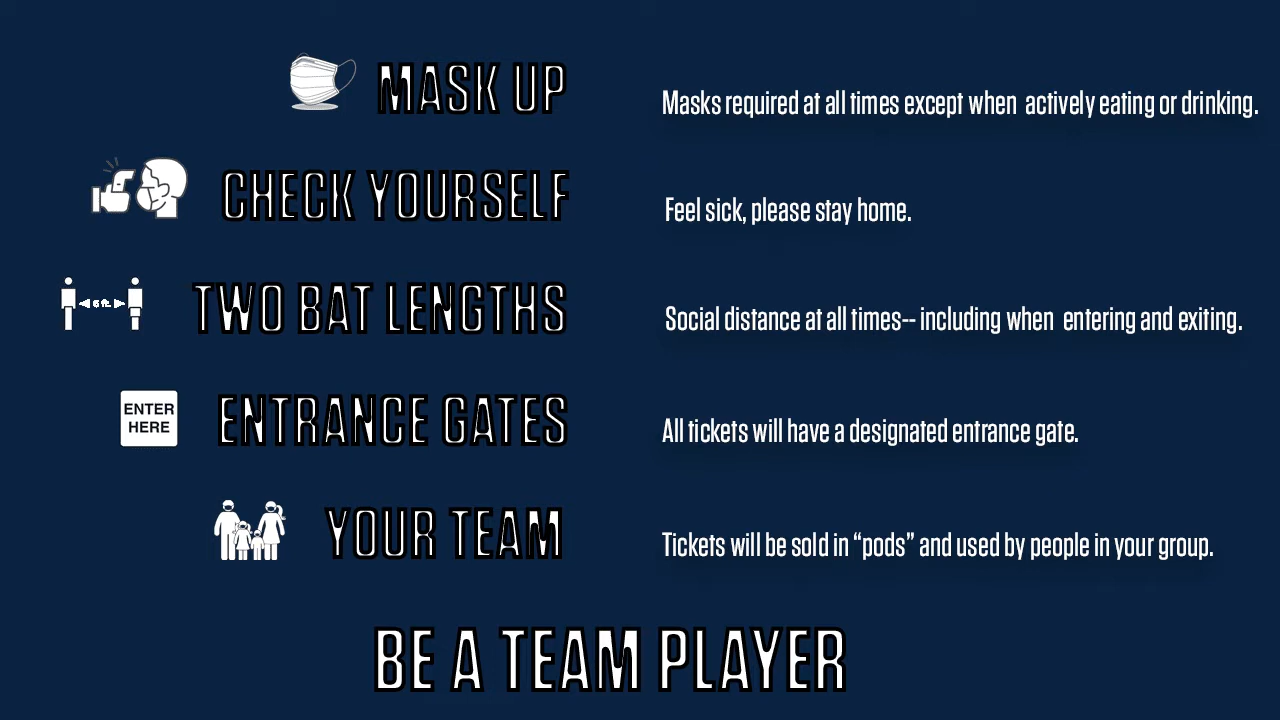 MASK UP
Masks required at all times except when actively eating or drinking.
CHECK YOURSELF
Feel sick, please stay home.
6 ft.
TWO BAT LENGTHS
Social distance at all times-- including when entering and exiting.
ENTER
HERE
ENTRANCE GATES
All tickets will have a designated entrance gate.
YOUR TEAM
Tickets will be sold in “pods” and used by people in your group.
BE A TEAM PLAYER